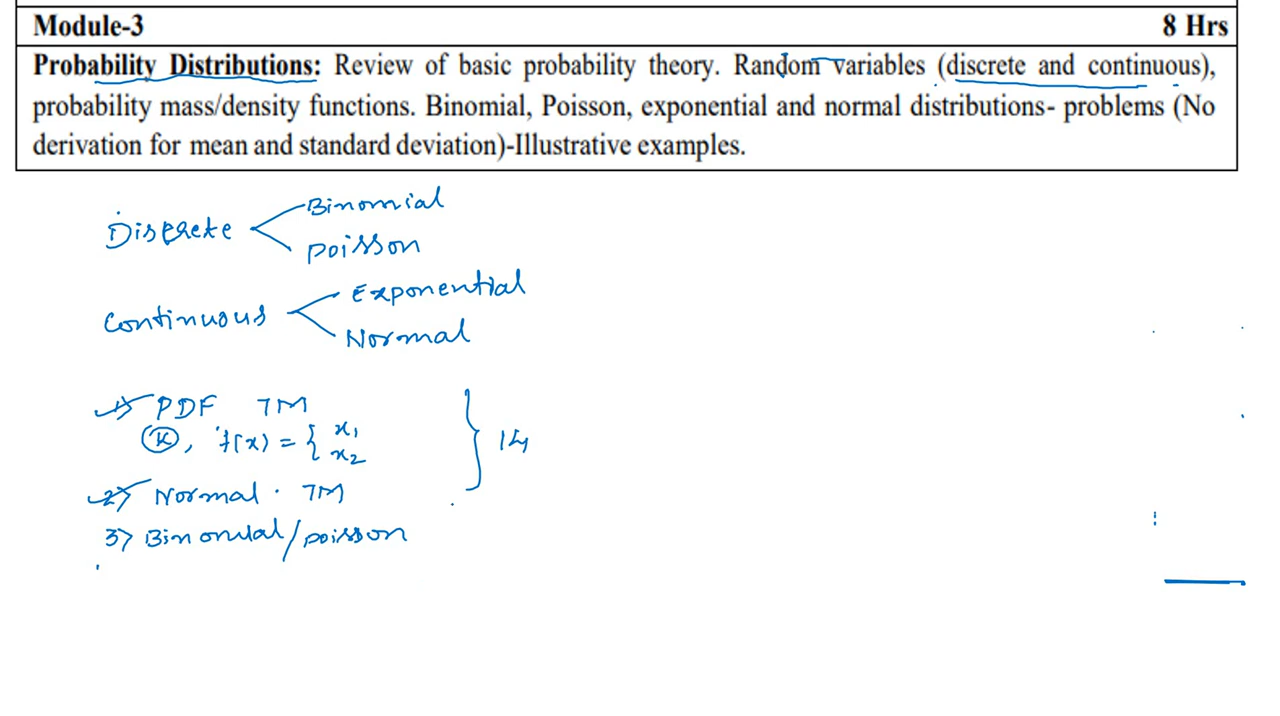 Module-3 8 Hrs
Probability Distributions: Review of basic probability theory. Random variables (discrete and continuous),
probability mass/density functions. Binomial, Poisson, exponential and normal distributions- problems (No
derivation for mean and standard deviation)-Illustrative examples.
Discrete
Binomial
Poisson
Continuous
Exponential
Normal
1) PDF 7M
(K), f(x) = { x1
x2
} 14
2) Normal. 7M
3) Binomial/poisson